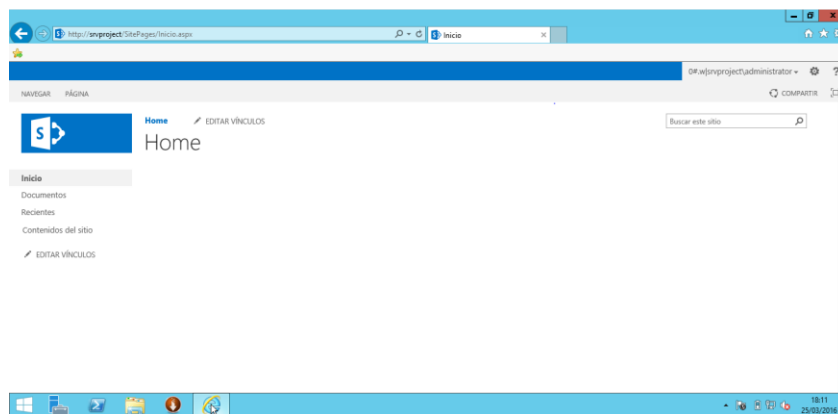 http://srvproject/SitePages/Inicio.aspx
Inicio
0#.w|srvproject\administrator
?
NAVEGAR PÁGINA
COMPARTIR
S
Home EDITAR VÍNCULOS
Buscar este sitio
Home
Inicio
Documentos
Recientes
Contenidos del sitio
EDITAR VÍNCULOS
18:11
25/03/2016